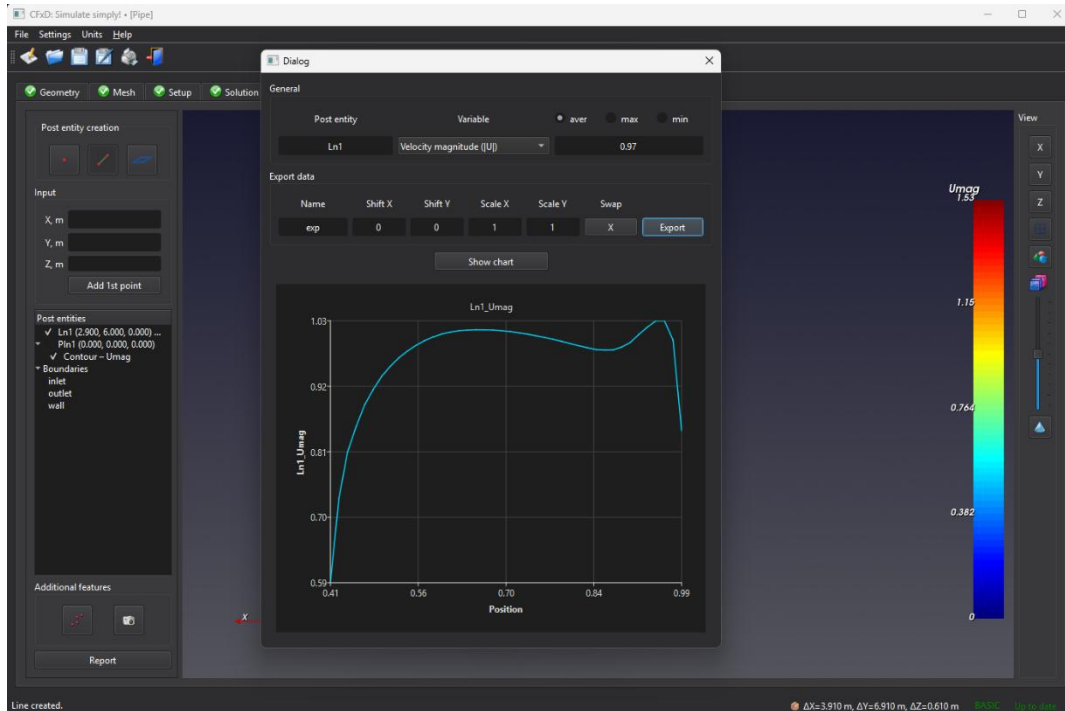 CFxD: Simulate simply! • [Pipe]
File Settings Units Help
Geometry Mesh Setup Solution
Post entity creation
Input
X, m
Y, m
Z, m
Add 1st point
Post entities
Ln1 (2.900, 6.000, 0.000) ...
Pln1 (0.000, 0.000, 0.000)
Contour – Umag
Boundaries
inlet
outlet
wall
Additional features
Report
Line created.
X
Dialog
General
Post entity Variable aver max min
Ln1 Velocity magnitude (|U|) 0.97
Export data
Name Shift X Shift Y Scale X Scale Y Swap
exp 0 0 1 1 X Export
Show chart
Ln1_Umag
1.03
0.92
0.81
0.70
0.59
Ln1_Umag
0.41 0.56 0.70 0.84 0.99
Position
Umag
1.53
1.15
0.764
0.382
0
View
X
Y
Z
ΔX=3.910 m, ΔY=6.910 m, ΔZ=0.610 m BASIC Up to date